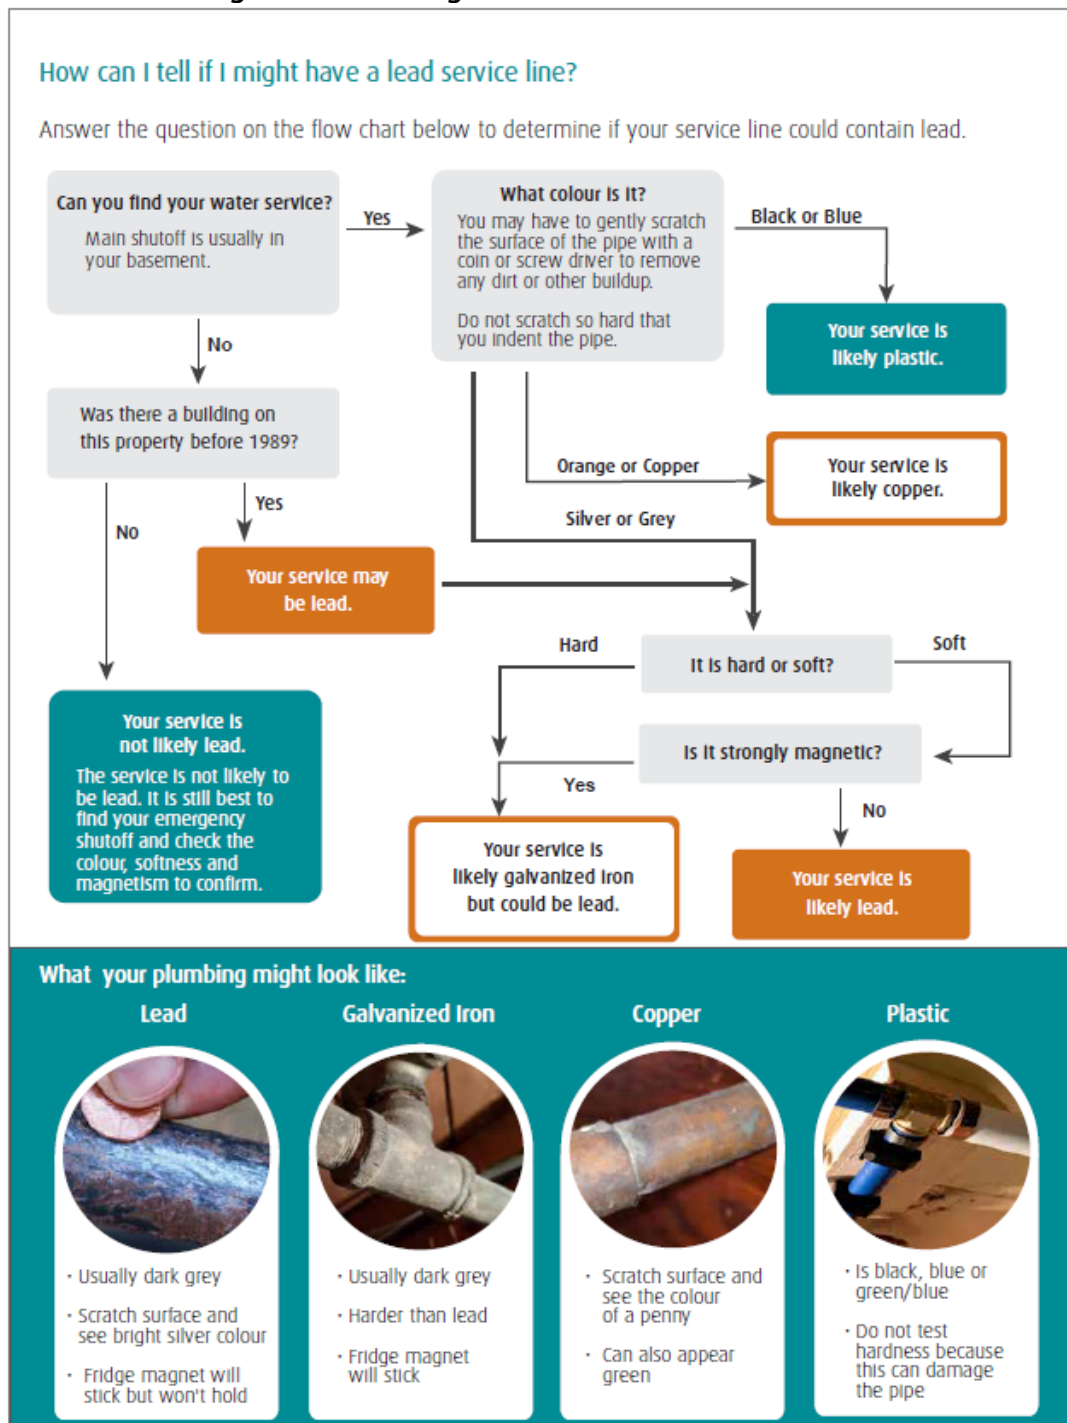 How can I tell if I might have a lead service line?
Answer the question on the flow chart below to determine if your service line could contain lead.
Can you find your water service?
Main shutoff is usually in
your basement.
Yes
What colour is it?
You may have to gently scratch
the surface of the pipe with a
coin or screw driver to remove
any dirt or other buildup.
Do not scratch so hard that
you indent the pipe.
Black or Blue
Your service is
likely plastic.
No
Was there a building on
this property before 1989?
Orange or Copper
Your service is
likely copper.
Silver or Grey
No
Yes
Your service may
be lead.
Hard
It is hard or soft?
Soft
Your service is
not likely lead.
The service is not likely to
be lead. It is still best to
find your emergency
shutoff and check the
colour, softness and
magnetism to confirm.
Is it strongly magnetic?
Yes
No
Your service is
likely galvanized iron
but could be lead.
Your service is
likely lead.
What your plumbing might look like:
Lead
· Usually dark grey
· Scratch surface and
see bright silver colour
· Fridge magnet will
stick but won't hold
Galvanized Iron
· Usually dark grey
· Harder than lead
· Fridge magnet
will stick
Copper
· Scratch surface and
see the colour
of a penny
· Can also appear
green
Plastic
· Is black, blue or
green/blue
· Do not test
hardness because
this can damage
the pipe